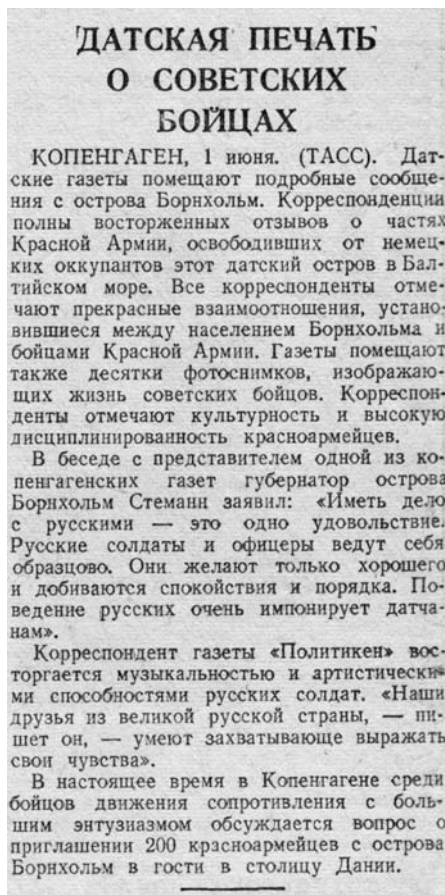 ДАТСКАЯ ПЕЧАТЬ
О СОВЕТСКИХ
БОЙЦАХ
КОПЕНГАГЕН, 1 июня. (ТАСС). Дат-
ские газеты помещают подробные сообще-
ния с острова Борнхольм. Корреспонденции
полны восторженных отзывов о частях
Красной Армии, освободивших от немец-
ких оккупантов этот датский остров в Бал-
тийском море. Все корреспонденты отме-
чают прекрасные взаимоотношения, устано-
вившиеся между населением Борнхольма и
бойцами Красной Армии. Газеты помещают
также десятки фотоснимков, изображаю-
щих жизнь советских бойцов. Корреспон-
денты отмечают культурность и высокую
дисциплинированность красноармейцев.
В беседе с представителем одной из ко-
пенгагенских газет губернатор острова
Борнхольм Стеманн заявил: «Иметь дело
с русскими — это одно удовольствие.
Русские солдаты и офицеры ведут себя
образцово. Они желают только хорошего
и добиваются спокойствия и порядка. По-
ведение русских очень импонирует датча-
нам».
Корреспондент газеты «Политикен» вос-
торгается музыкальностью и артистически-
ми способностями русских солдат. «Наши
друзья из великой русской страны, — пи-
шет он, — умеют захватывающе выражать
свои чувства».
В настоящее время в Копенгагене среди
бойцов движения сопротивления с боль-
шим энтузиазмом обсуждается вопрос о
приглашении 200 красноармейцев с острова
Борнхольм в гости в столицу Дании.